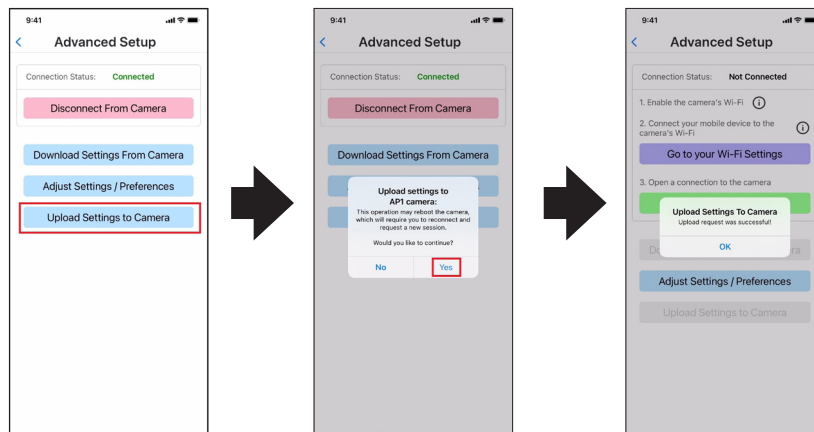 9:41
Advanced Setup
Connection Status: Connected
Disconnect From Camera
Download Settings From Camera
Adjust Settings / Preferences
Upload Settings to Camera
9:41
Advanced Setup
Connection Status: Connected
Disconnect From Camera
Download Settings From Camera
Upload settings to
AP1 camera:
This operation may reboot the camera,
which will require you to reconnect and
request a new session.
Would you like to continue?
No Yes
9:41
Advanced Setup
Connection Status: Not Connected
1. Enable the camera's Wi-Fi
2. Connect your mobile device to the
camera's Wi-Fi
Go to your Wi-Fi Settings
3. Open a connection to the camera
Upload Settings To Camera
Upload request was successful!
OK
Adjust Settings / Preferences
Upload Settings to Camera